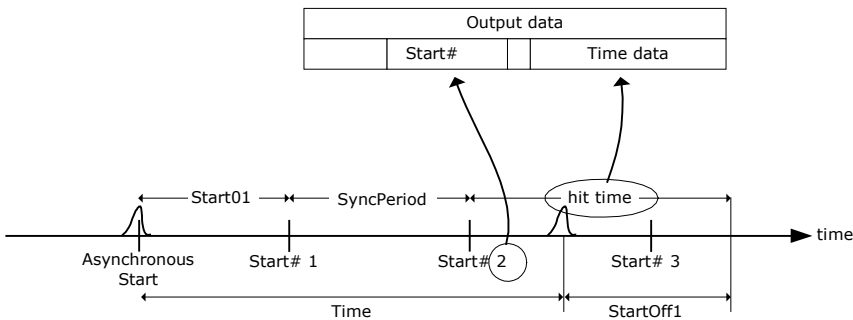 Output data
Start# Time data
Start01 SyncPeriod hit time
time
Asynchronous Start# 1 Start# 2 Start# 3
Start
Time StartOff1